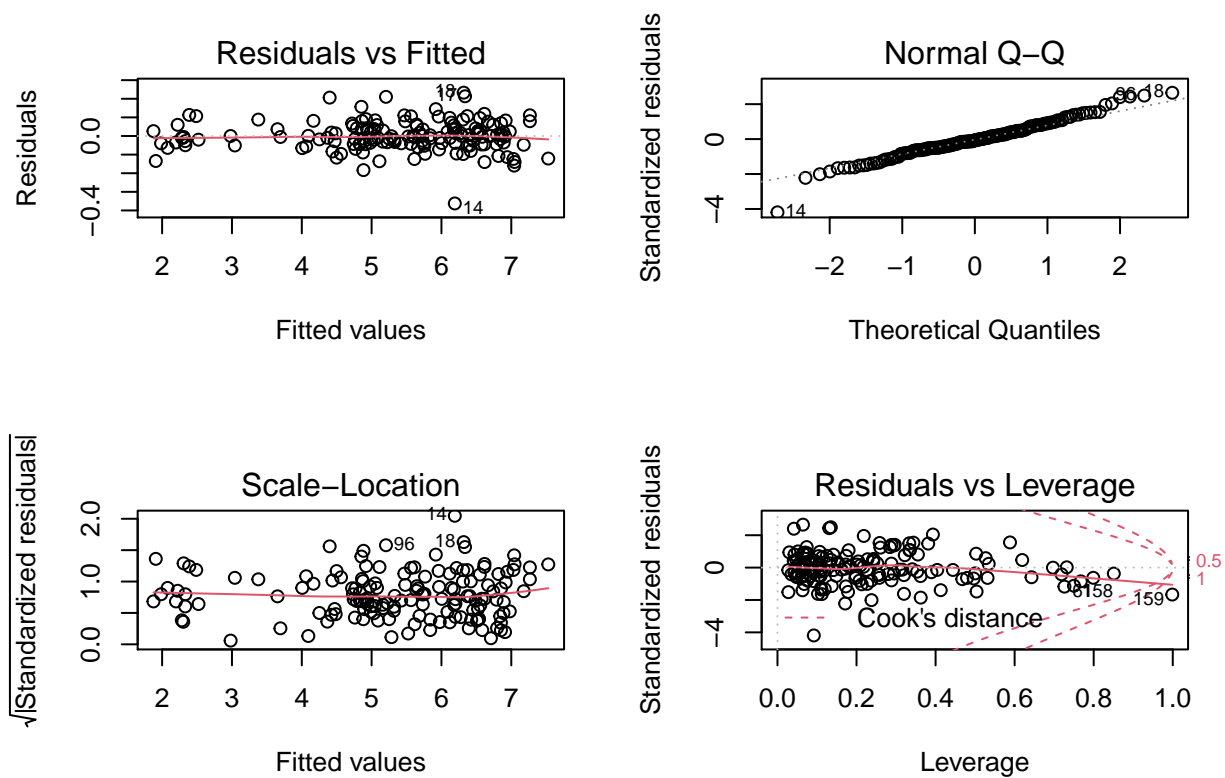 Residuals vs Fitted
Residuals
0.0
−0.4
18
17
14
2 3 4 5 6 7
Fitted values
Normal Q−Q
Standardized residuals
0
−4
96 18
14
−2 −1 0 1 2
Theoretical Quantiles
Scale−Location
√|Standardized residuals|
2.0
1.0
0.0
14
18
96
2 3 4 5 6 7
Fitted values
Residuals vs Leverage
Standardized residuals
0
−4
0.5
1
158
159
Cook's distance
0.0 0.2 0.4 0.6 0.8 1.0
Leverage